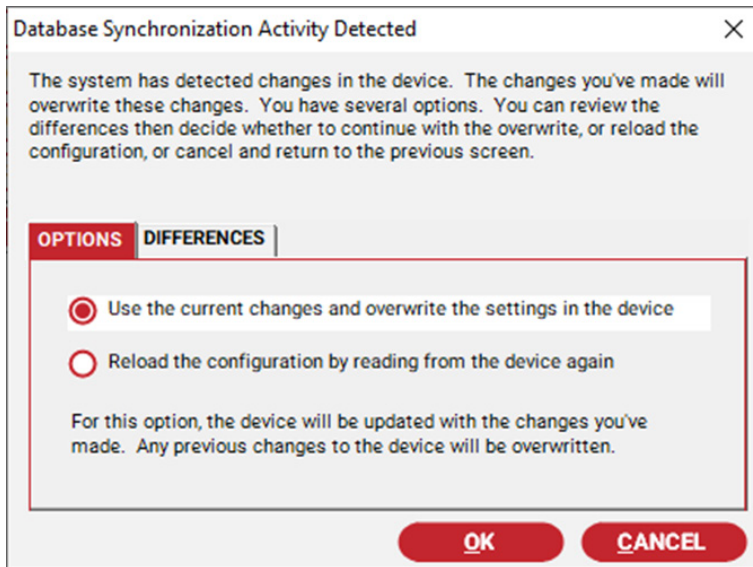 Database Synchronization Activity Detected
The system has detected changes in the device.  The changes you've made will
overwrite these changes.  You have several options.  You can review the
differences then decide whether to continue with the overwrite, or reload the
configuration, or cancel and return to the previous screen.
OPTIONS DIFFERENCES
Use the current changes and overwrite the settings in the device
Reload the configuration by reading from the device again
For this option, the device will be updated with the changes you've
made.  Any previous changes to the device will be overwritten.
OK CANCEL